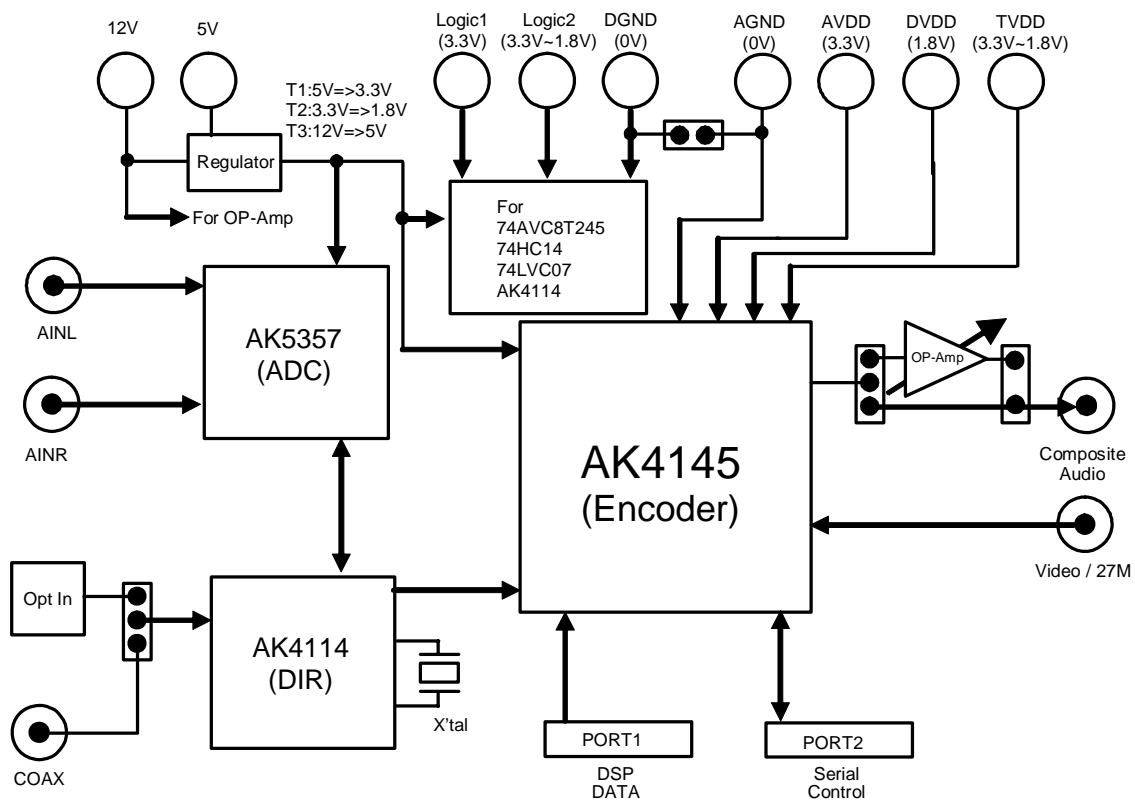 12V
5V
Logic1
(3.3V)
Logic2
(3.3V~1.8V)
DGND
(0V)
AGND
(0V)
AVDD
(3.3V)
DVDD
(1.8V)
TVDD
(3.3V~1.8V)
T1:5V=>3.3V
T2:3.3V=>1.8V
T3:12V=>5V
Regulator
For OP-Amp
For
74AVC8T245
74HC14
74LVC07
AK4114
AINL
AINR
AK5357
(ADC)
AK4145
(Encoder)
OP-Amp
Composite
Audio
Video / 27M
Opt In
COAX
AK4114
(DIR)
X'tal
PORT1
DSP
DATA
PORT2
Serial
Control